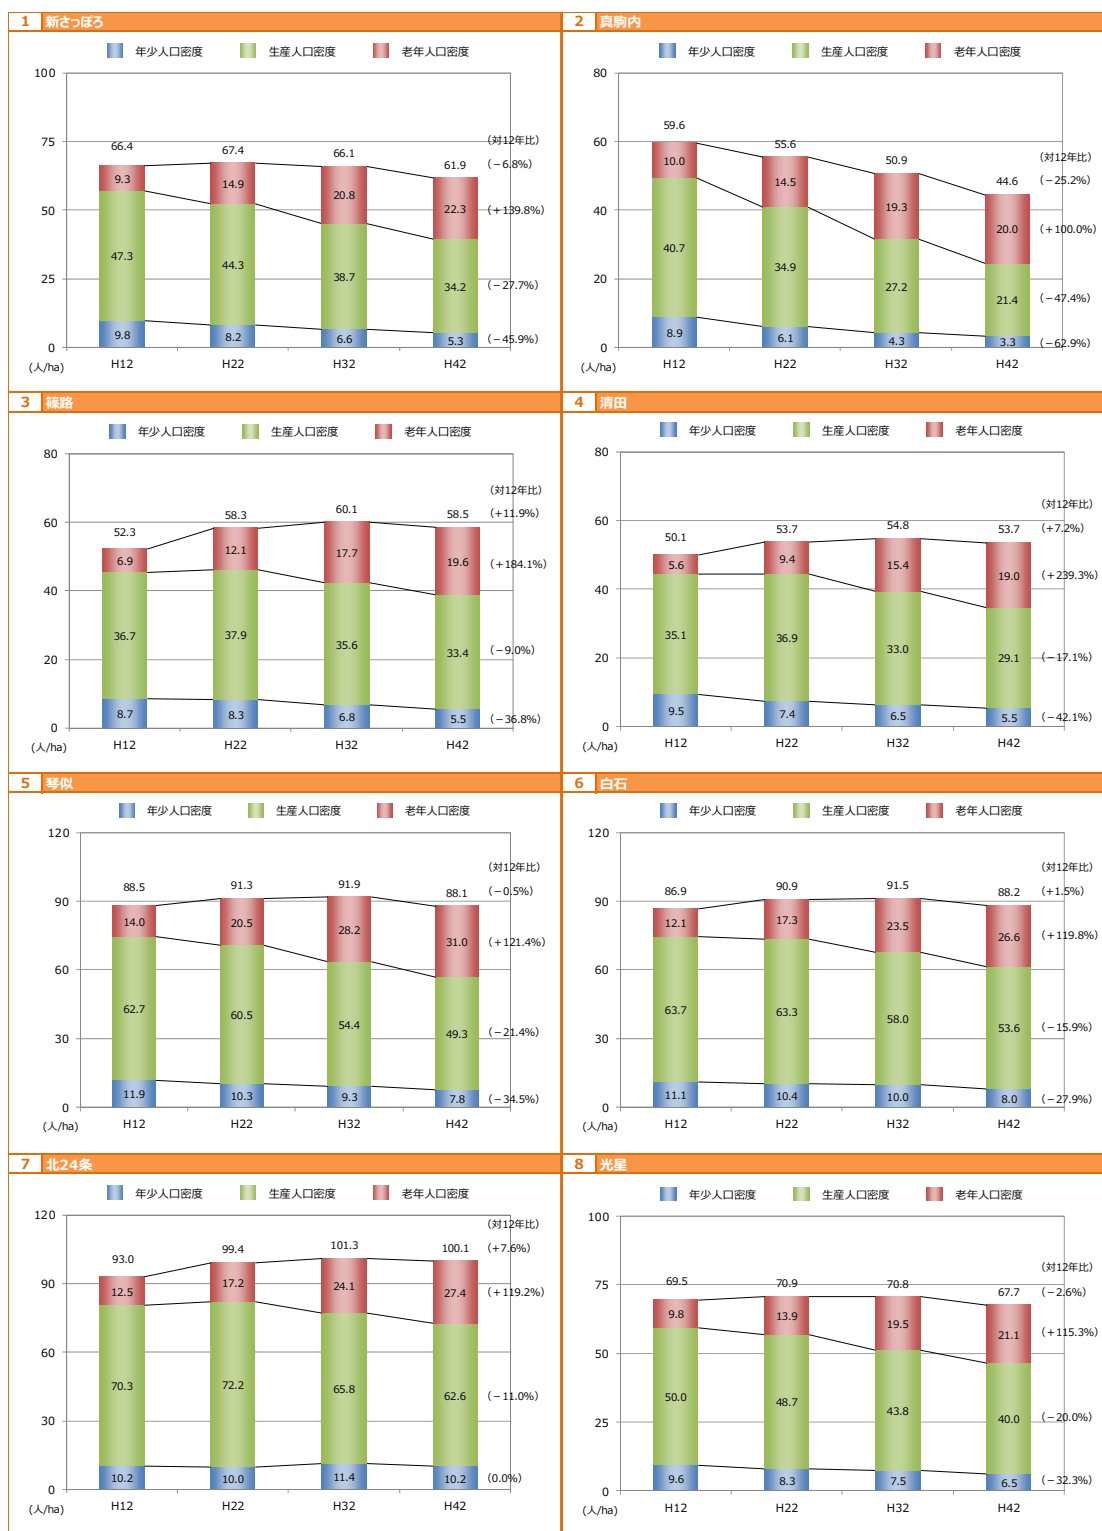 1 新さっぽろ
年少人口密度 生産人口密度 老年人口密度
100
75
50
25
0
(人/ha)
66.4 67.4 66.1 61.9
9.3 14.9 20.8 22.3
47.3 44.3 38.7 34.2
9.8 8.2 6.6 5.3
(対12年比)
(−6.8%)
(+139.8%)
(−27.7%)
(−45.9%)
H12 H22 H32 H42
2 真駒内
年少人口密度 生産人口密度 老年人口密度
80
60
40
20
0
(人/ha)
59.6 55.6 50.9 44.6
10.0 14.5 19.3 20.0
40.7 34.9 27.2 21.4
8.9 6.1 4.3 3.3
(対12年比)
(−25.2%)
(+100.0%)
(−47.4%)
(−62.9%)
H12 H22 H32 H42
3 篠路
年少人口密度 生産人口密度 老年人口密度
80
60
40
20
0
(人/ha)
52.3 58.3 60.1 58.5
6.9 12.1 17.7 19.6
36.7 37.9 35.6 33.4
8.7 8.3 6.8 5.5
(対12年比)
(+11.9%)
(+184.1%)
(−9.0%)
(−36.8%)
H12 H22 H32 H42
4 清田
年少人口密度 生産人口密度 老年人口密度
80
60
40
20
0
(人/ha)
50.1 53.7 54.8 53.7
5.6 9.4 15.4 19.0
35.1 36.9 33.0 29.1
9.5 7.4 6.5 5.5
(対12年比)
(+7.2%)
(+239.3%)
(−17.1%)
(−42.1%)
H12 H22 H32 H42
5 琴似
年少人口密度 生産人口密度 老年人口密度
120
90
60
30
0
(人/ha)
88.5 91.3 91.9 88.1
14.0 20.5 28.2 31.0
62.7 60.5 54.4 49.3
11.9 10.3 9.3 7.8
(対12年比)
(−0.5%)
(+121.4%)
(−21.4%)
(−34.5%)
H12 H22 H32 H42
6 白石
年少人口密度 生産人口密度 老年人口密度
120
90
60
30
0
(人/ha)
86.9 90.9 91.5 88.2
12.1 17.3 23.5 26.6
63.7 63.3 58.0 53.6
11.1 10.4 10.0 8.0
(対12年比)
(+1.5%)
(+119.8%)
(−15.9%)
(−27.9%)
H12 H22 H32 H42
7 北24条
年少人口密度 生産人口密度 老年人口密度
120
90
60
30
0
(人/ha)
93.0 99.4 101.3 100.1
12.5 17.2 24.1 27.4
70.3 72.2 65.8 62.6
10.2 10.0 11.4 10.2
(対12年比)
(+7.6%)
(+119.2%)
(−11.0%)
(0.0%)
H12 H22 H32 H42
8 光星
年少人口密度 生産人口密度 老年人口密度
100
75
50
25
0
(人/ha)
69.5 70.9 70.8 67.7
9.8 13.9 19.5 21.1
50.0 48.7 43.8 40.0
9.6 8.3 7.5 6.5
(対12年比)
(−2.6%)
(+115.3%)
(−20.0%)
(−32.3%)
H12 H22 H32 H42